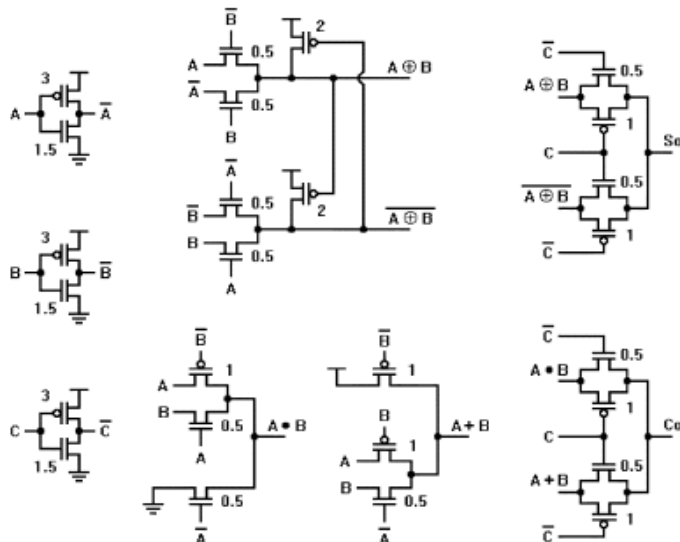 B̅ 2 C̅
0.5 0.5
3 A A ⊕ B A ⊕ B
A A̅ A̅ 1
0.5
1.5 B C So
A̅ 0.5
B̅ 2 A̅ ̅⊕̅ ̅B̅ A̅ ̅⊕̅ ̅B̅
3 B 0.5 1
B B̅ A C̅
1.5
B̅ B̅ C̅
1 1 0.5
3 A A • B
B B 1
C C̅ 0.5 A • B A + B C Co
A A 1
1.5 B 0.5
0.5 0.5 A + B
1
A̅ A C̅